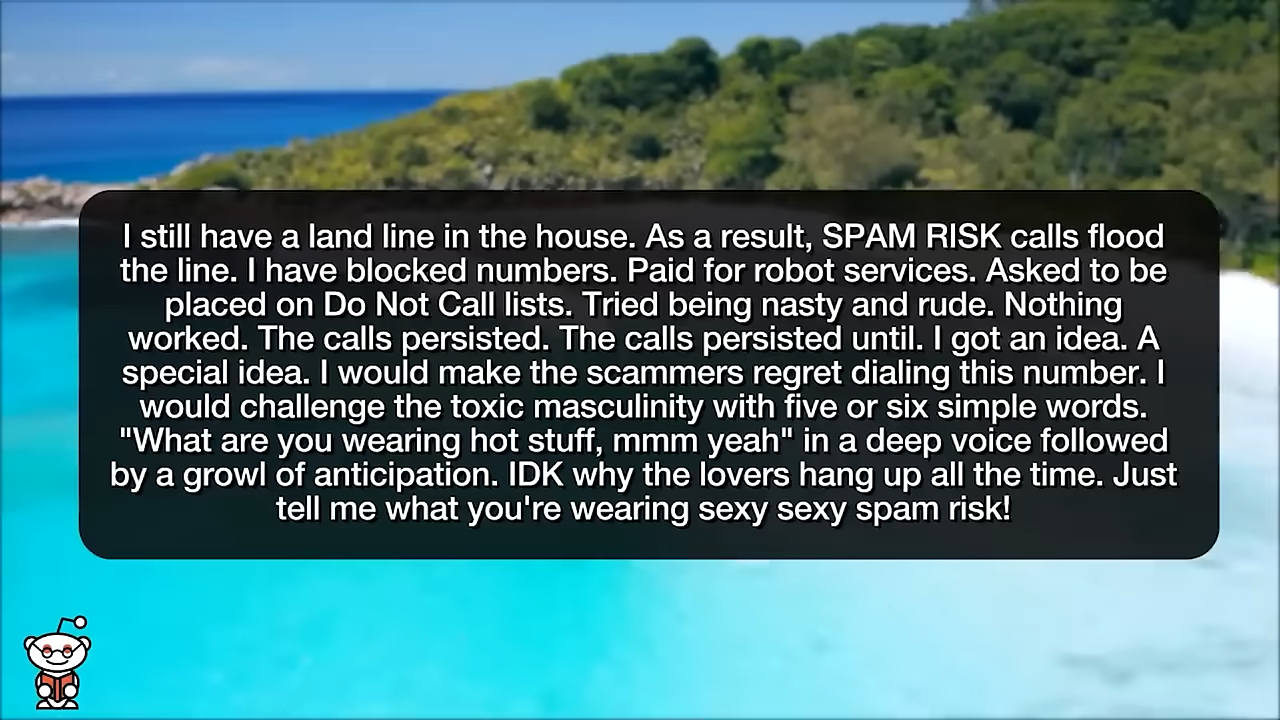 I still have a land line in the house. As a result, SPAM RISK calls flood
the line. I have blocked numbers. Paid for robot services. Asked to be
placed on Do Not Call lists. Tried being nasty and rude. Nothing
worked. The calls persisted. The calls persisted until. I got an idea. A
special idea. I would make the scammers regret dialing this number. I
would challenge the toxic masculinity with five or six simple words.
"What are you wearing hot stuff, mmm yeah" in a deep voice followed
by a growl of anticipation. IDK why the lovers hang up all the time. Just
tell me what you're wearing sexy sexy spam risk!